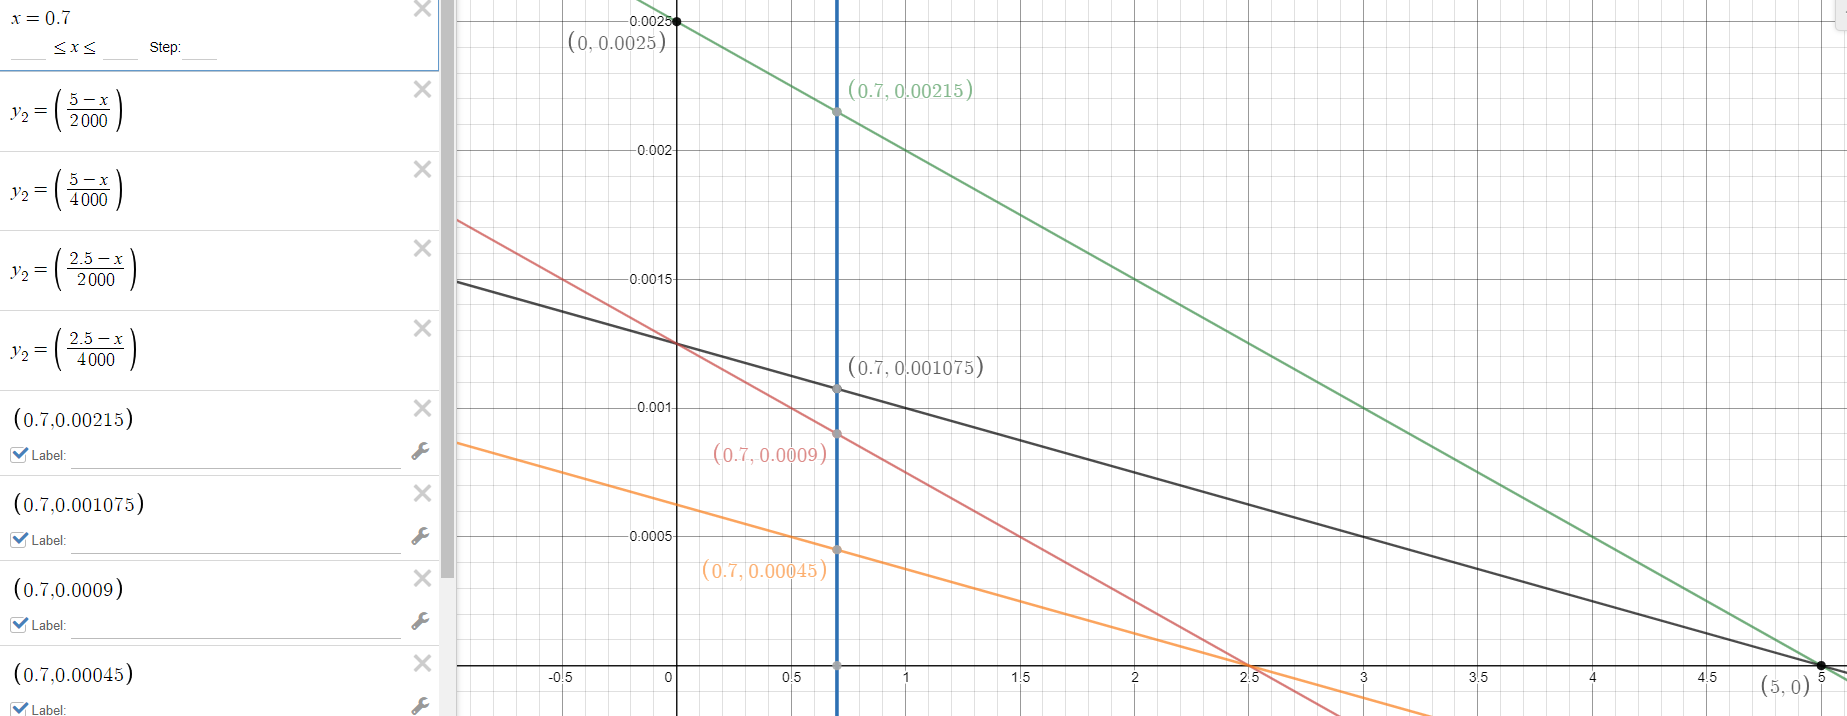 x = 0.7
≤ x ≤ Step:
y₂ = ((5 − x)/2000)
y₂ = ((5 − x)/4000)
y₂ = ((2.5 − x)/2000)
y₂ = ((2.5 − x)/4000)
(0.7,0.00215)
Label:
(0.7,0.001075)
Label:
(0.7,0.0009)
Label:
(0.7,0.00045)
Label:
0.0025
(0, 0.0025)
(0.7, 0.00215)
0.002
0.0015
(0.7, 0.001075)
0.001
(0.7, 0.0009)
0.0005
(0.7, 0.00045)
-0.5 0 0.5 1 1.5 2 2.5 3 3.5 4 4.5 5
(5, 0)